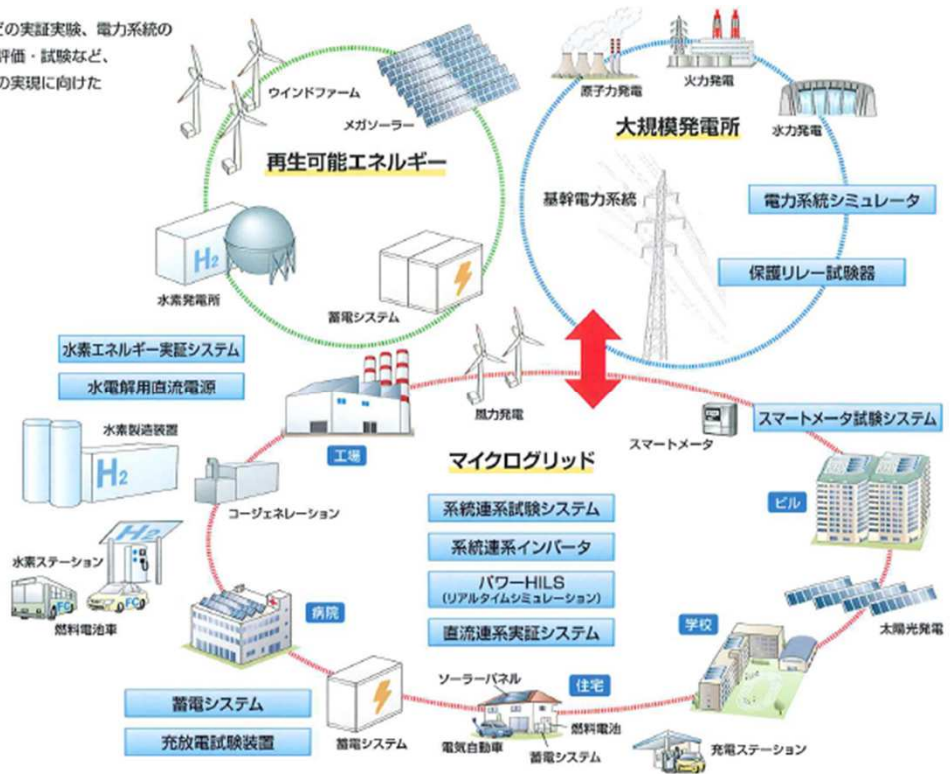 どの実証実験、電力系統の
評価・試験など、
の実現に向けた
ウインドファーム
メガソーラー
再生可能エネルギー
水素発電所
H2
蓄電システム
原子力発電
火力発電
水力発電
大規模発電所
基幹電力系統
電力系統シミュレータ
保護リレー試験器
水素エネルギー実証システム
水電解用直流電源
水素製造装置
H2
工場
風力発電
スマートメータ
スマートメータ試験システム
マイクログリッド
コージェネレーション
ビル
系統連系試験システム
系統連系インバータ
パワーHILS
(リアルタイムシミュレーション)
直流連系実証システム
H2
水素ステーション
FC
FC
燃料電池車
病院
学校
太陽光発電
蓄電システム
充放電試験装置
蓄電システム
ソーラーパネル
住宅
燃料電池
電気自動車
蓄電システム
充電ステーション